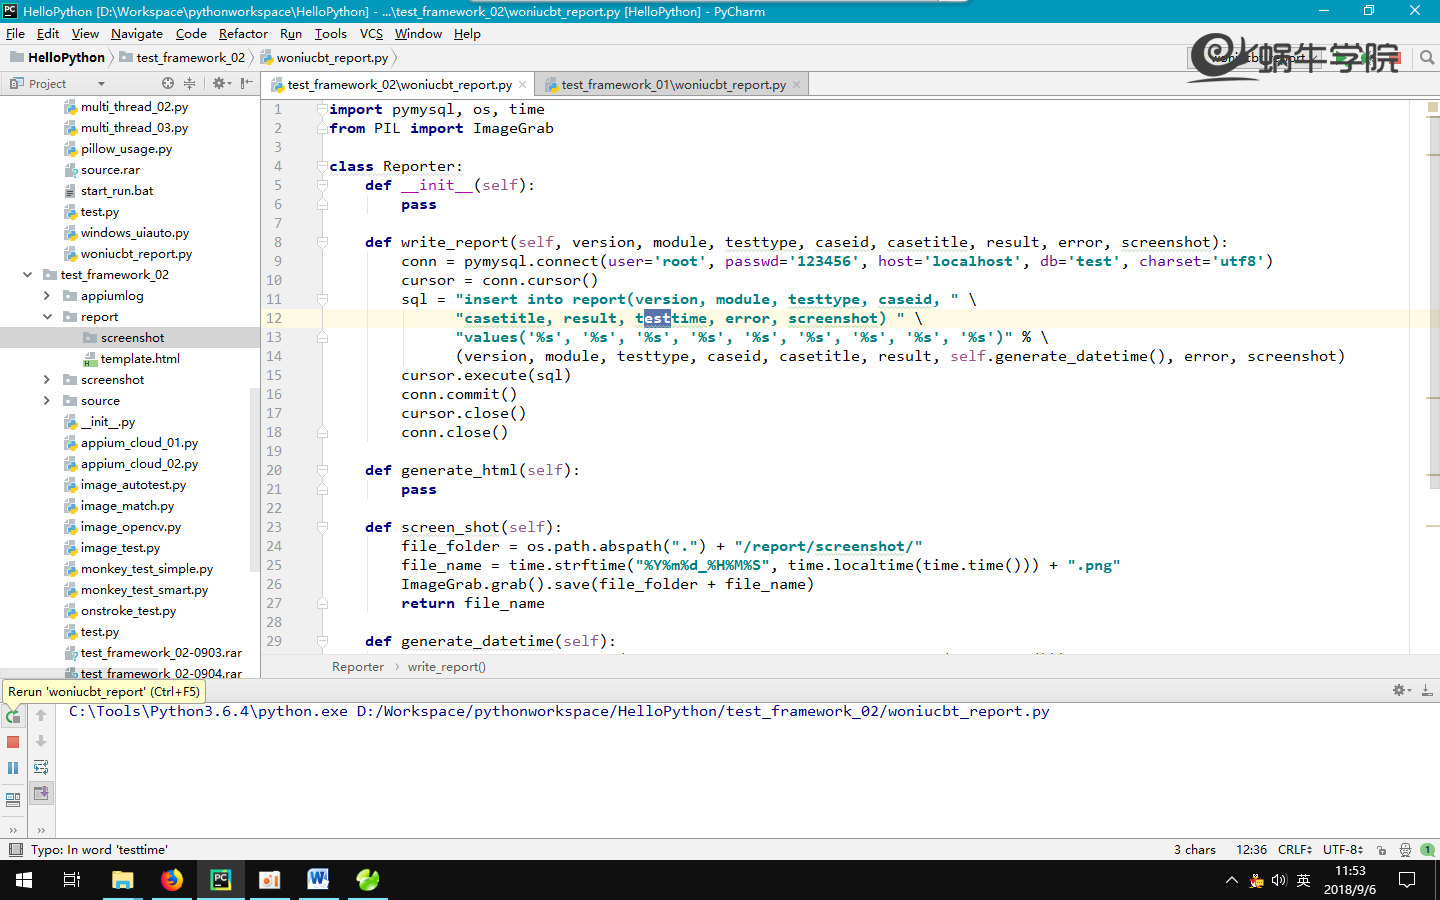 HelloPython [D:\Workspace\pythonworkspace\HelloPython] - ...\test_framework_02\woniucbt_report.py [HelloPython] - PyCharm
File Edit View Navigate Code Refactor Run Tools VCS Window Help
HelloPython test_framework_02 woniucbt_report.py
woniucbt_report
蜗牛学院
Project
test_framework_02\woniucbt_report.py
test_framework_01\woniucbt_report.py
multi_thread_02.py
multi_thread_03.py
pillow_usage.py
source.rar
start_run.bat
test.py
windows_uiauto.py
woniucbt_report.py
test_framework_02
appiumlog
report
screenshot
template.html
screenshot
source
__init__.py
appium_cloud_01.py
appium_cloud_02.py
image_autotest.py
image_match.py
image_opencv.py
image_test.py
monkey_test_simple.py
monkey_test_smart.py
onstroke_test.py
test.py
test_framework_02-0903.rar
test_framework_02-0904.rar
1 import pymysql, os, time
2 from PIL import ImageGrab
3
4 class Reporter:
5 def __init__(self):
6 pass
7
8 def write_report(self, version, module, testtype, caseid, casetitle, result, error, screenshot):
9 conn = pymysql.connect(user='root', passwd='123456', host='localhost', db='test', charset='utf8')
10 cursor = conn.cursor()
11 sql = "insert into report(version, module, testtype, caseid, " \
12 "casetitle, result, testtime, error, screenshot) " \
13 "values('%s', '%s', '%s', '%s', '%s', '%s', '%s', '%s', '%s')" % \
14 (version, module, testtype, caseid, casetitle, result, self.generate_datetime(), error, screenshot)
15 cursor.execute(sql)
16 conn.commit()
17 cursor.close()
18 conn.close()
19
20 def generate_html(self):
21 pass
22
23 def screen_shot(self):
24 file_folder = os.path.abspath(".") + "/report/screenshot/"
25 file_name = time.strftime("%Y%m%d_%H%M%S", time.localtime(time.time())) + ".png"
26 ImageGrab.grab().save(file_folder + file_name)
27 return file_name
28
29 def generate_datetime(self):
Reporter write_report()
Rerun 'woniucbt_report' (Ctrl+F5)
C:\Tools\Python3.6.4\python.exe D:/Workspace/pythonworkspace/HelloPython/test_framework_02/woniucbt_report.py
Typo: In word 'testtime'
3 chars 12:36 CRLF UTF-8 1
英
11:53
2018/9/6